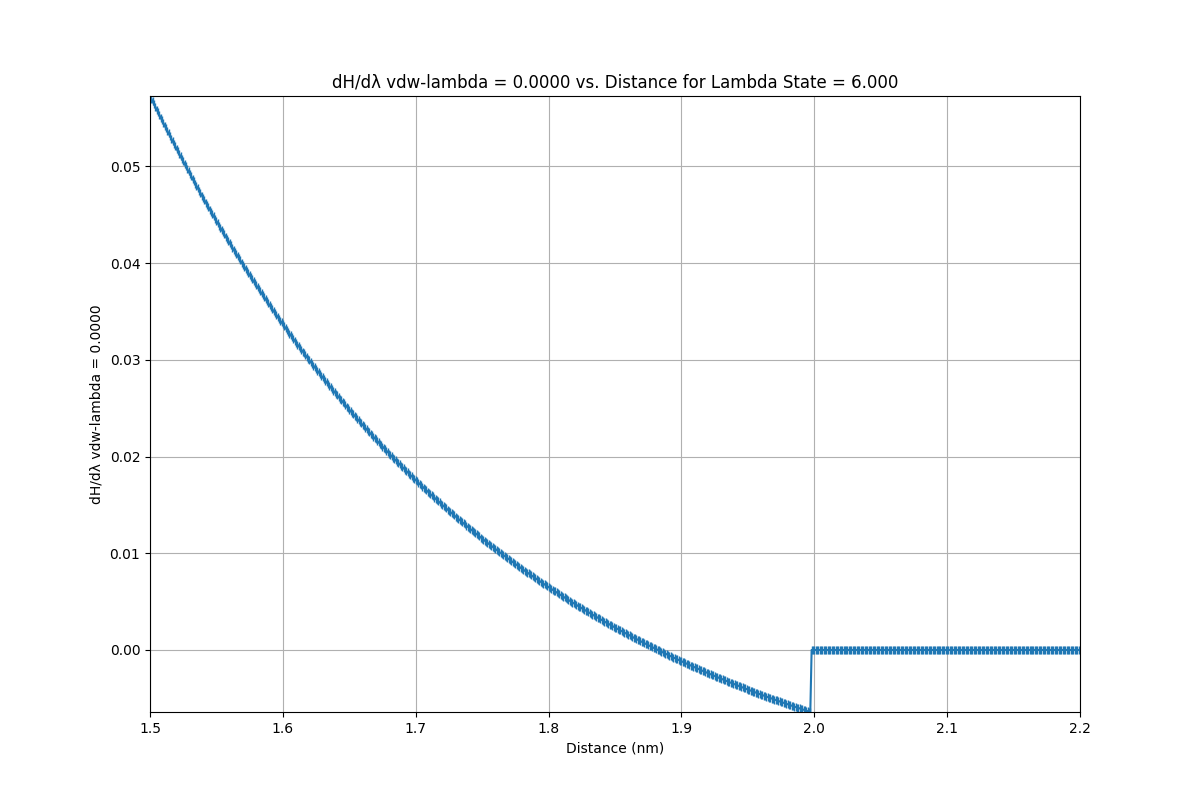 dH/dλ vdw-lambda = 0.0000 vs. Distance for Lambda State = 6.000
dH/dλ vdw-lambda = 0.0000
0.05
0.04
0.03
0.02
0.01
0.00
1.5 1.6 1.7 1.8 1.9 2.0 2.1 2.2
Distance (nm)